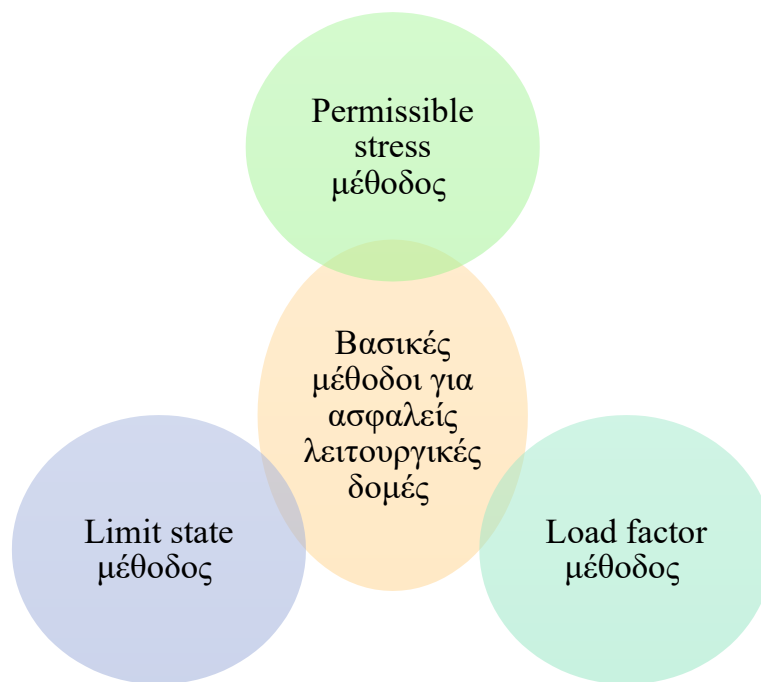 Permissible
stress
μέθοδος
Βασικές
μέθοδοι για
ασφαλείς
λειτουργικές
δομές
Limit state
μέθοδος
Load factor
μέθοδος